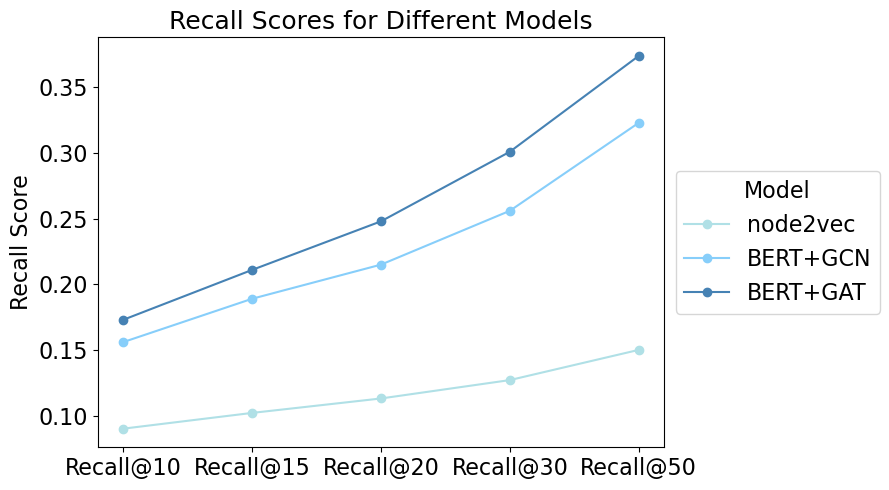 Recall Scores for Different Models
Recall Score
0.35
0.30
0.25
0.20
0.15
0.10
Recall@10 Recall@15 Recall@20 Recall@30 Recall@50
Model
node2vec
BERT+GCN
BERT+GAT